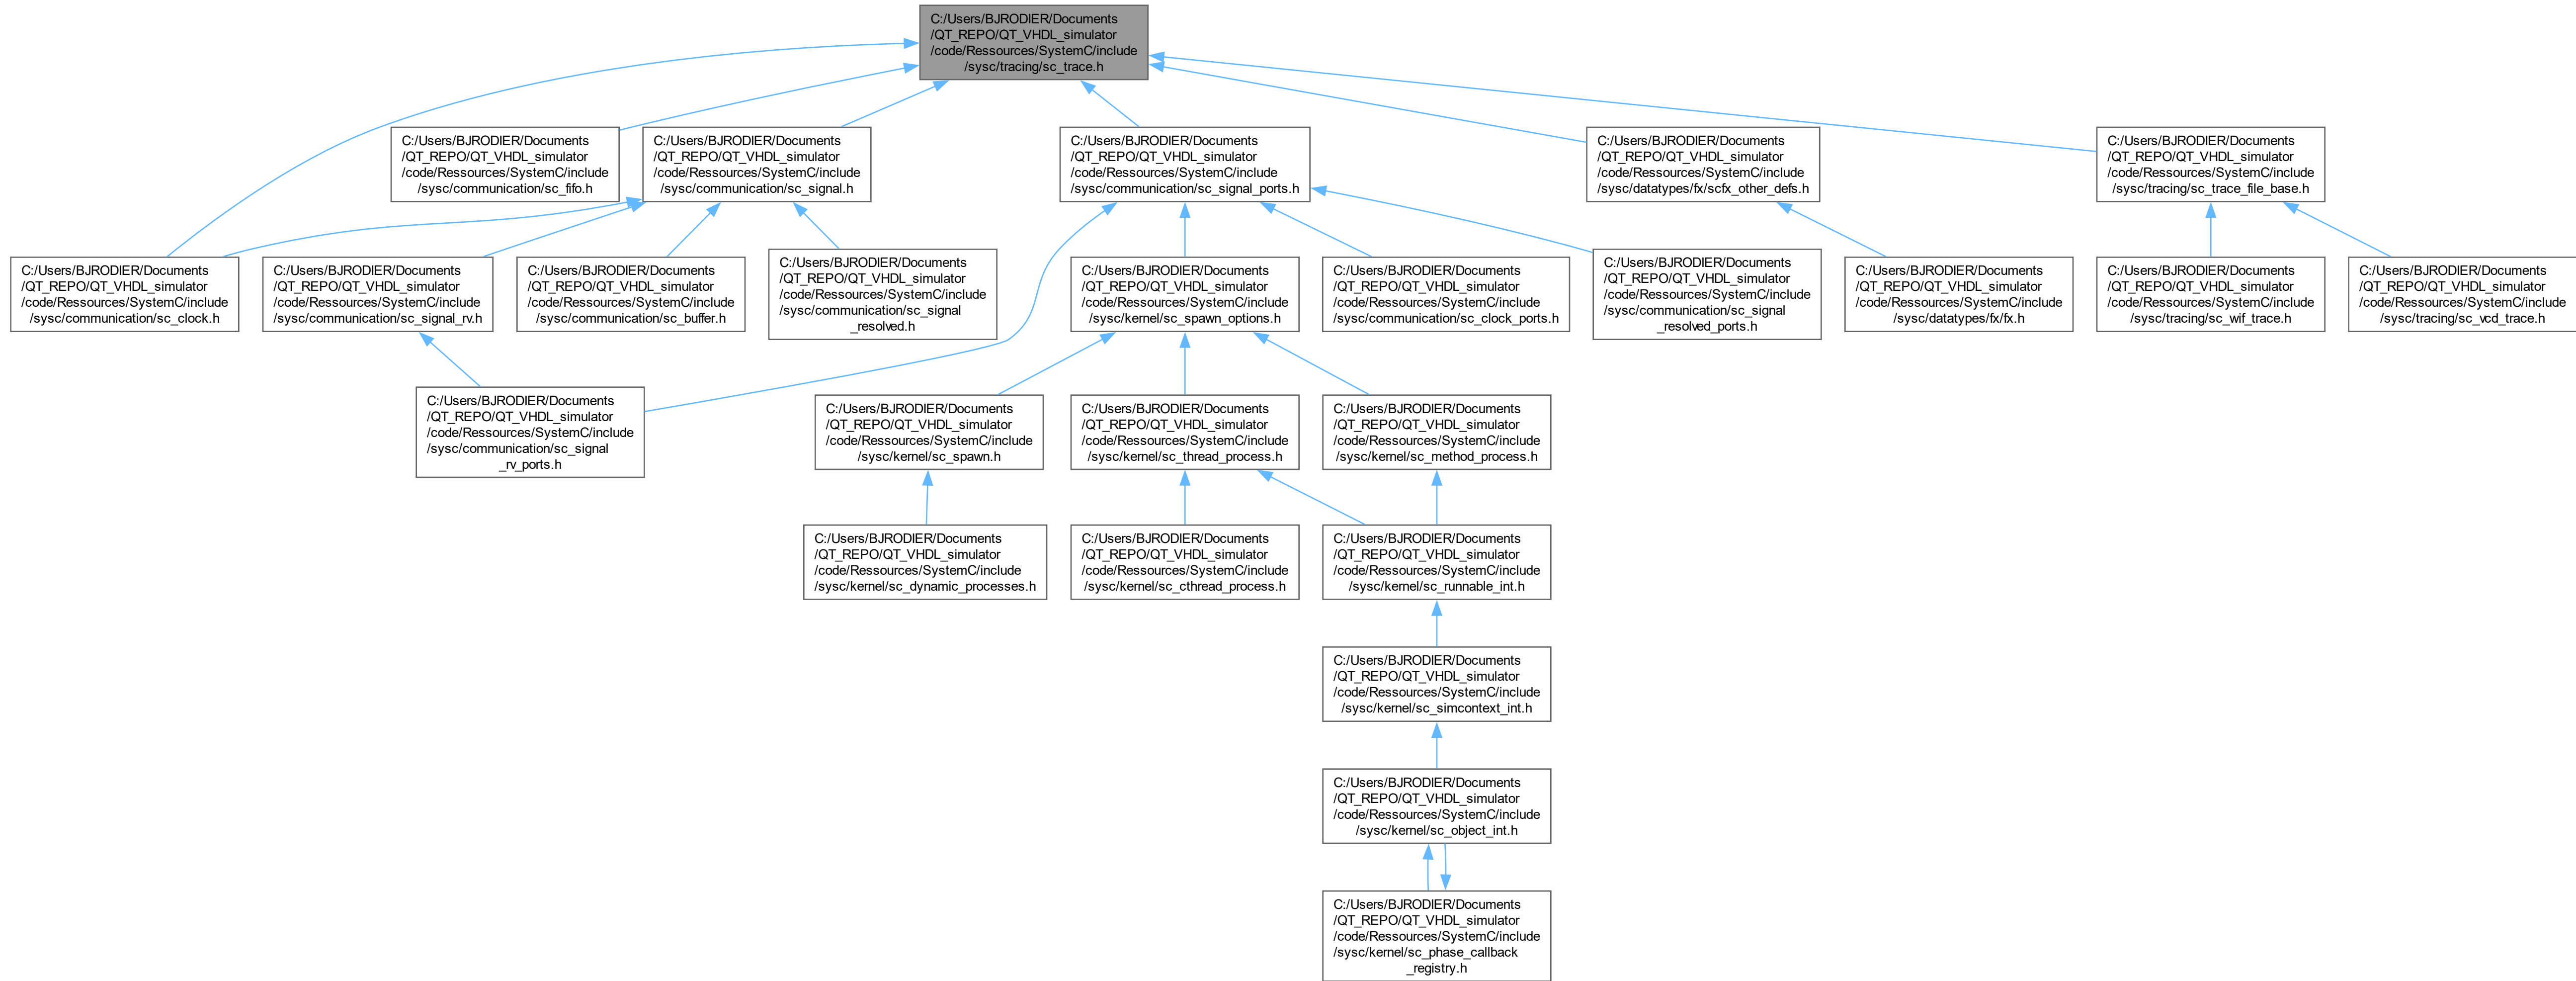 C:/Users/BJRODIER/Documents
/QT_REPO/QT_VHDL_simulator
/code/Ressources/SystemC/include
/sysc/tracing/sc_trace.h
C:/Users/BJRODIER/Documents
/QT_REPO/QT_VHDL_simulator
/code/Ressources/SystemC/include
/sysc/communication/sc_fifo.h
C:/Users/BJRODIER/Documents
/QT_REPO/QT_VHDL_simulator
/code/Ressources/SystemC/include
/sysc/communication/sc_signal.h
C:/Users/BJRODIER/Documents
/QT_REPO/QT_VHDL_simulator
/code/Ressources/SystemC/include
/sysc/communication/sc_signal_ports.h
C:/Users/BJRODIER/Documents
/QT_REPO/QT_VHDL_simulator
/code/Ressources/SystemC/include
/sysc/datatypes/fx/scfx_other_defs.h
C:/Users/BJRODIER/Documents
/QT_REPO/QT_VHDL_simulator
/code/Ressources/SystemC/include
/sysc/tracing/sc_trace_file_base.h
C:/Users/BJRODIER/Documents
/QT_REPO/QT_VHDL_simulator
/code/Ressources/SystemC/include
/sysc/communication/sc_clock.h
C:/Users/BJRODIER/Documents
/QT_REPO/QT_VHDL_simulator
/code/Ressources/SystemC/include
/sysc/communication/sc_signal_rv.h
C:/Users/BJRODIER/Documents
/QT_REPO/QT_VHDL_simulator
/code/Ressources/SystemC/include
/sysc/communication/sc_buffer.h
C:/Users/BJRODIER/Documents
/QT_REPO/QT_VHDL_simulator
/code/Ressources/SystemC/include
/sysc/communication/sc_signal
_resolved.h
C:/Users/BJRODIER/Documents
/QT_REPO/QT_VHDL_simulator
/code/Ressources/SystemC/include
/sysc/kernel/sc_spawn_options.h
C:/Users/BJRODIER/Documents
/QT_REPO/QT_VHDL_simulator
/code/Ressources/SystemC/include
/sysc/communication/sc_clock_ports.h
C:/Users/BJRODIER/Documents
/QT_REPO/QT_VHDL_simulator
/code/Ressources/SystemC/include
/sysc/communication/sc_signal
_resolved_ports.h
C:/Users/BJRODIER/Documents
/QT_REPO/QT_VHDL_simulator
/code/Ressources/SystemC/include
/sysc/datatypes/fx/fx.h
C:/Users/BJRODIER/Documents
/QT_REPO/QT_VHDL_simulator
/code/Ressources/SystemC/include
/sysc/tracing/sc_wif_trace.h
C:/Users/BJRODIER/Documents
/QT_REPO/QT_VHDL_simulator
/code/Ressources/SystemC/include
/sysc/tracing/sc_vcd_trace.h
C:/Users/BJRODIER/Documents
/QT_REPO/QT_VHDL_simulator
/code/Ressources/SystemC/include
/sysc/communication/sc_signal
_rv_ports.h
C:/Users/BJRODIER/Documents
/QT_REPO/QT_VHDL_simulator
/code/Ressources/SystemC/include
/sysc/kernel/sc_spawn.h
C:/Users/BJRODIER/Documents
/QT_REPO/QT_VHDL_simulator
/code/Ressources/SystemC/include
/sysc/kernel/sc_thread_process.h
C:/Users/BJRODIER/Documents
/QT_REPO/QT_VHDL_simulator
/code/Ressources/SystemC/include
/sysc/kernel/sc_method_process.h
C:/Users/BJRODIER/Documents
/QT_REPO/QT_VHDL_simulator
/code/Ressources/SystemC/include
/sysc/kernel/sc_dynamic_processes.h
C:/Users/BJRODIER/Documents
/QT_REPO/QT_VHDL_simulator
/code/Ressources/SystemC/include
/sysc/kernel/sc_cthread_process.h
C:/Users/BJRODIER/Documents
/QT_REPO/QT_VHDL_simulator
/code/Ressources/SystemC/include
/sysc/kernel/sc_runnable_int.h
C:/Users/BJRODIER/Documents
/QT_REPO/QT_VHDL_simulator
/code/Ressources/SystemC/include
/sysc/kernel/sc_simcontext_int.h
C:/Users/BJRODIER/Documents
/QT_REPO/QT_VHDL_simulator
/code/Ressources/SystemC/include
/sysc/kernel/sc_object_int.h
C:/Users/BJRODIER/Documents
/QT_REPO/QT_VHDL_simulator
/code/Ressources/SystemC/include
/sysc/kernel/sc_phase_callback
_registry.h